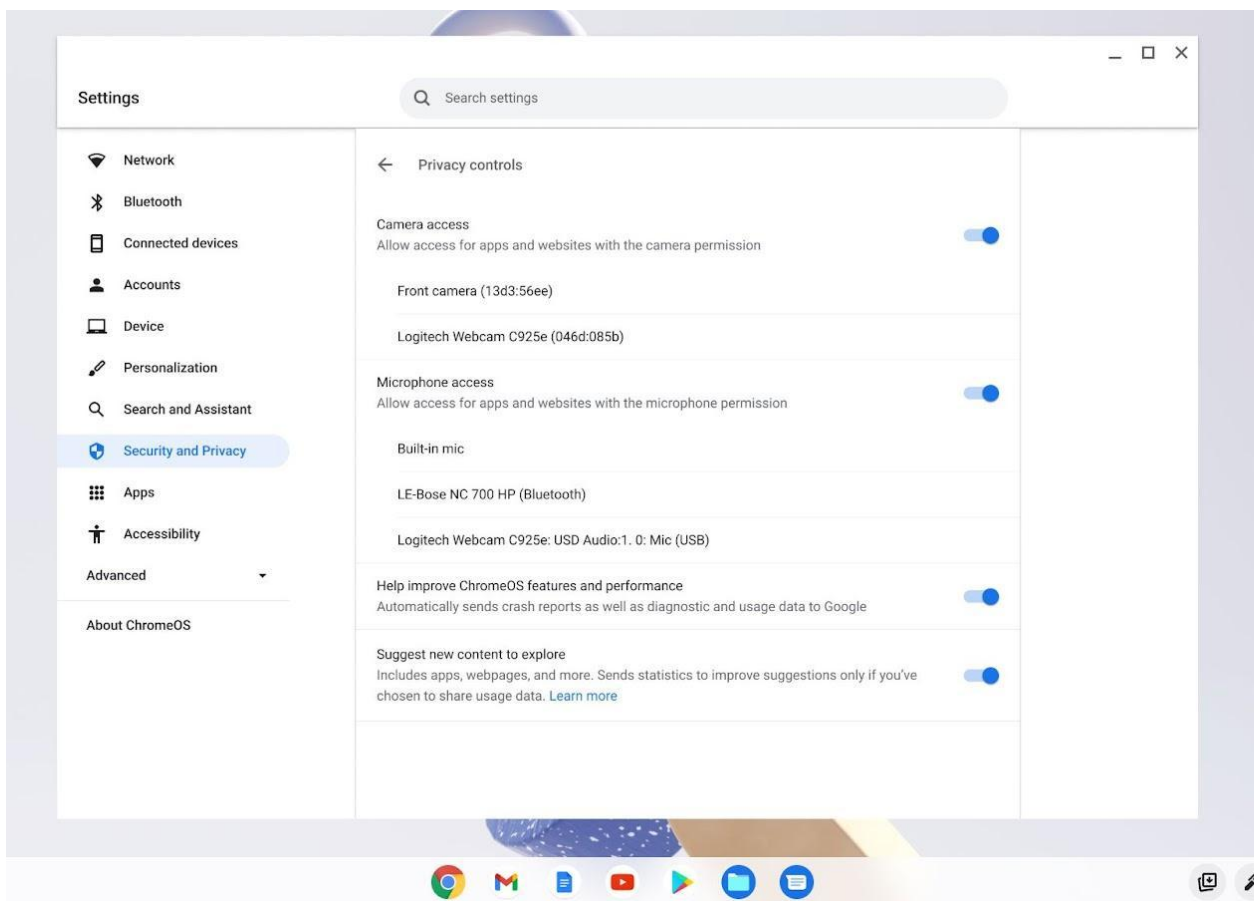 Settings
Search settings
Network
Bluetooth
Connected devices
Accounts
Device
Personalization
Search and Assistant
Security and Privacy
Apps
Accessibility
Advanced
About ChromeOS
Privacy controls
Camera access
Allow access for apps and websites with the camera permission
Front camera (13d3:56ee)
Logitech Webcam C925e (046d:085b)
Microphone access
Allow access for apps and websites with the microphone permission
Built-in mic
LE-Bose NC 700 HP (Bluetooth)
Logitech Webcam C925e: USD Audio:1. 0: Mic (USB)
Help improve ChromeOS features and performance
Automatically sends crash reports as well as diagnostic and usage data to Google
Suggest new content to explore
Includes apps, webpages, and more. Sends statistics to improve suggestions only if you've
chosen to share usage data. Learn more